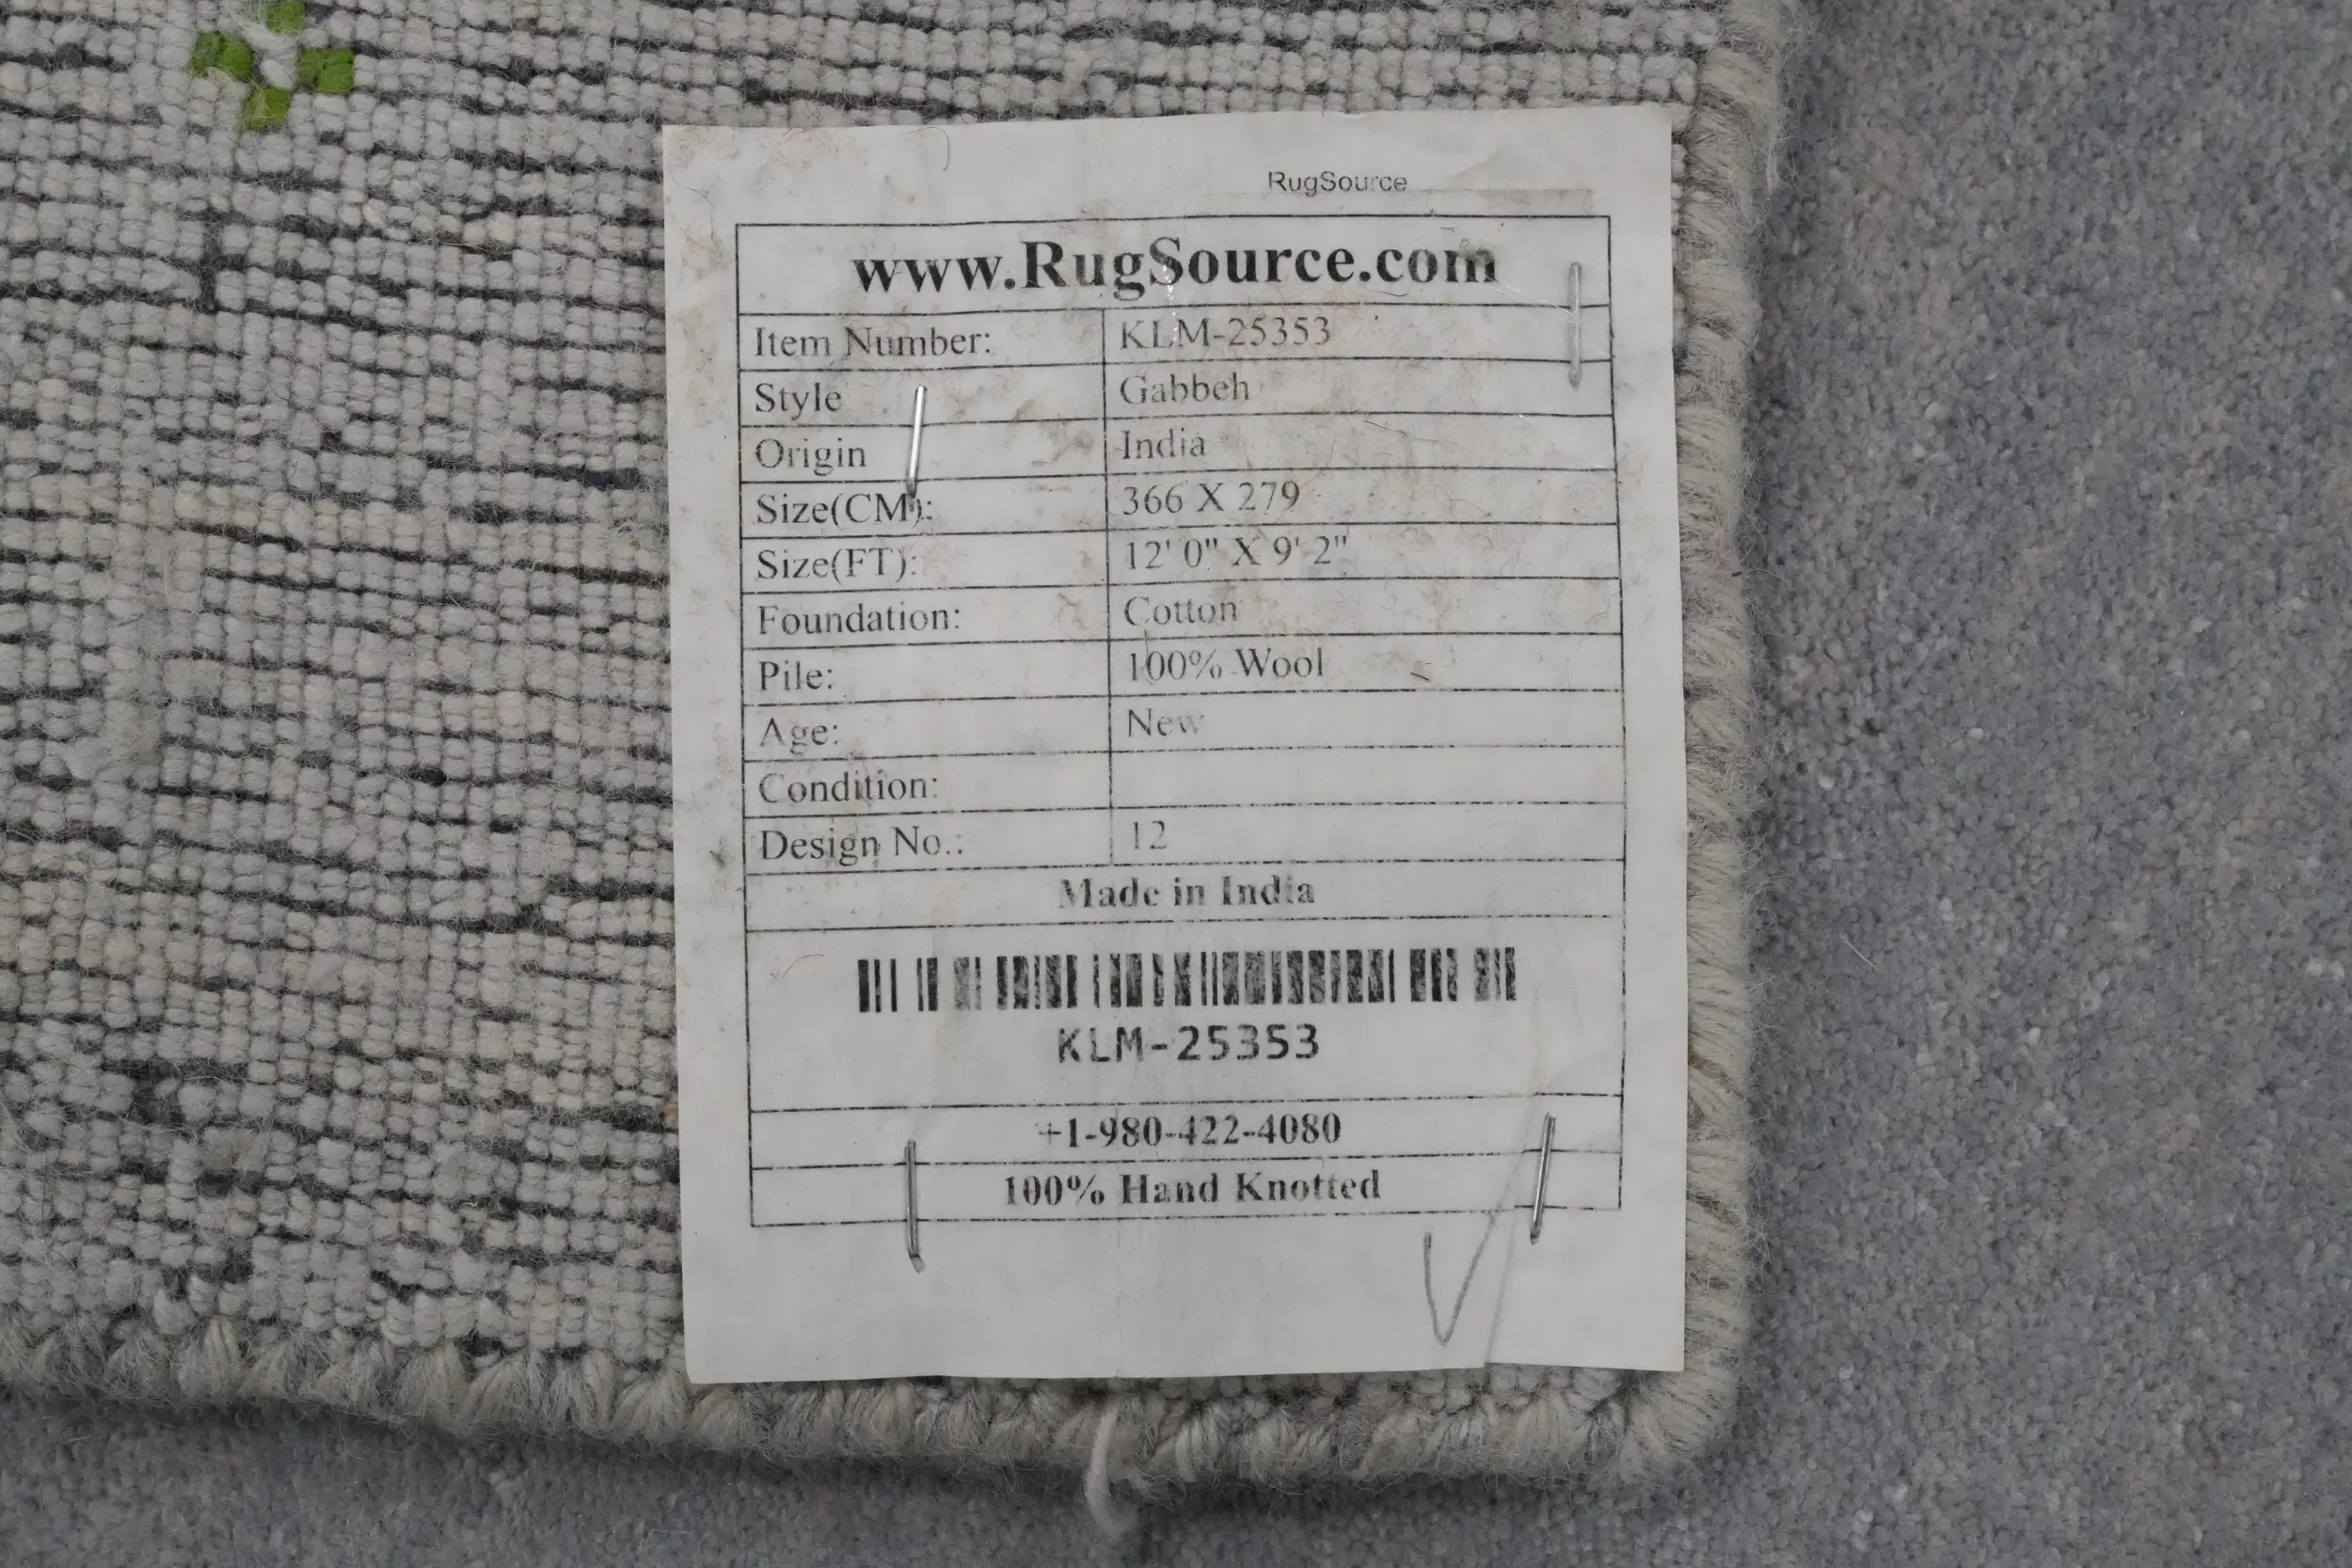 RugSource
www.RugSource.com
Item Number: KLM-25353
Style Gabbeh
Origin India
Size(CM): 366 X 279
Size(FT): 12' 0" X 9' 2"
Foundation: Cotton
Pile: 100% Wool
Age: New
Condition:
Design No.: 12
Made in India
KLM-25353
+1-980-422-4080
100% Hand Knotted